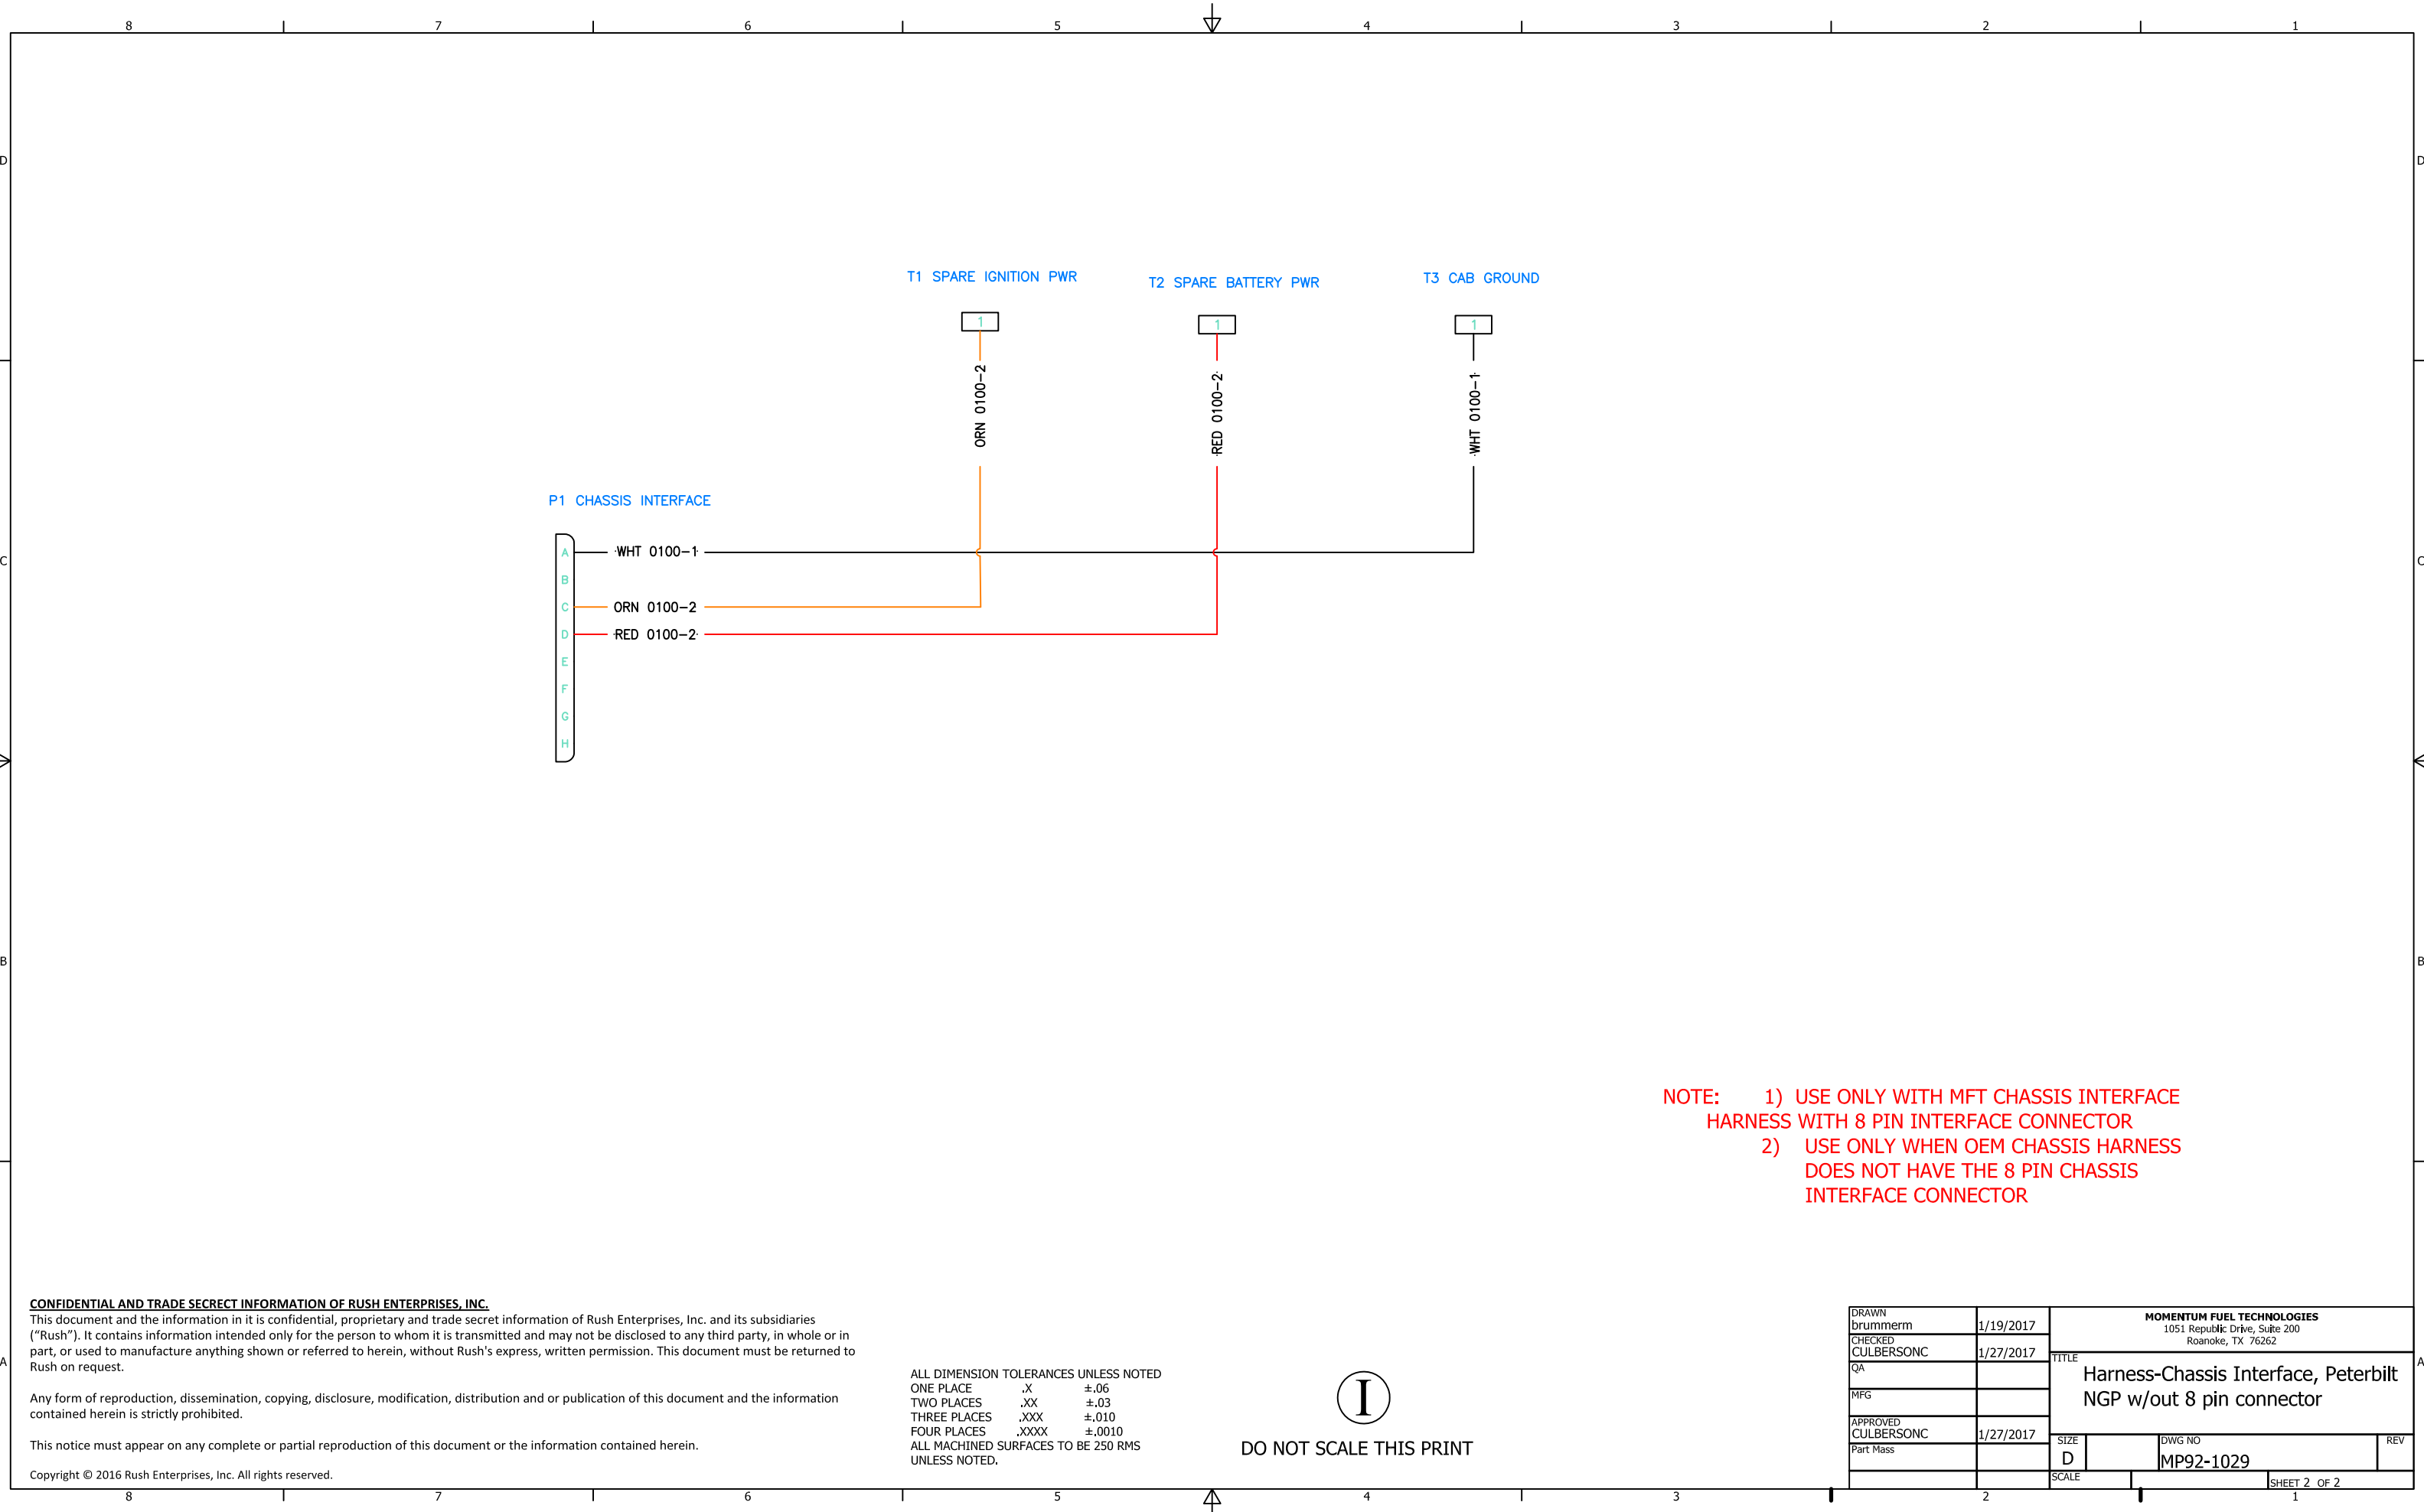 8 7 6 5 4 3 2 1
D D
T1 SPARE IGNITION PWR
T2 SPARE BATTERY PWR
T3 CAB GROUND
1 1 1
ORN 0100-2
RED 0100-2
WHT 0100-1
P1 CHASSIS INTERFACE
A WHT 0100-1
B
C ORN 0100-2
D RED 0100-2
E
F
G
H
C C
B B
NOTE: 1) USE ONLY WITH MFT CHASSIS INTERFACE
HARNESS WITH 8 PIN INTERFACE CONNECTOR
2) USE ONLY WHEN OEM CHASSIS HARNESS
DOES NOT HAVE THE 8 PIN CHASSIS
INTERFACE CONNECTOR
A A
CONFIDENTIAL AND TRADE SECRECT INFORMATION OF RUSH ENTERPRISES, INC.
This document and the information in it is confidential, proprietary and trade secret information of Rush Enterprises, Inc. and its subsidiaries
(“Rush”). It contains information intended only for the person to whom it is transmitted and may not be disclosed to any third party, in whole or in
part, or used to manufacture anything shown or referred to herein, without Rush's express, written permission. This document must be returned to
Rush on request.
Any form of reproduction, dissemination, copying, disclosure, modification, distribution and or publication of this document and the information
contained herein is strictly prohibited.
This notice must appear on any complete or partial reproduction of this document or the information contained herein.
Copyright © 2016 Rush Enterprises, Inc. All rights reserved.
ALL DIMENSION TOLERANCES UNLESS NOTED
ONE PLACE .X ±.06
TWO PLACES .XX ±.03
THREE PLACES .XXX ±.010
FOUR PLACES .XXXX ±.0010
ALL MACHINED SURFACES TO BE 250 RMS
UNLESS NOTED.
I
DO NOT SCALE THIS PRINT
DRAWN
brummerm 1/19/2017
CHECKED
CULBERSONC 1/27/2017
QA
MFG
APPROVED
CULBERSONC 1/27/2017
Part Mass
MOMENTUM FUEL TECHNOLOGIES
1051 Republic Drive, Suite 200
Roanoke, TX 76262
TITLE
Harness-Chassis Interface, Peterbilt
NGP w/out 8 pin connector
SIZE
D
DWG NO
MP92-1029
REV
SCALE
SHEET 2 OF 2
8 7 6 5 4 3 2 1